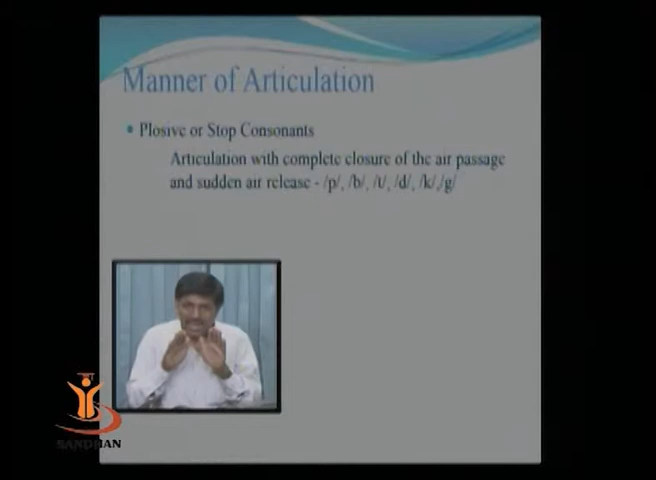 Manner of Articulation
Plosive or Stop Consonants
Articulation with complete closure of the air passage
and sudden air release - /p/, /b/, /t/, /d/, /k/,/g/
SANDHAN